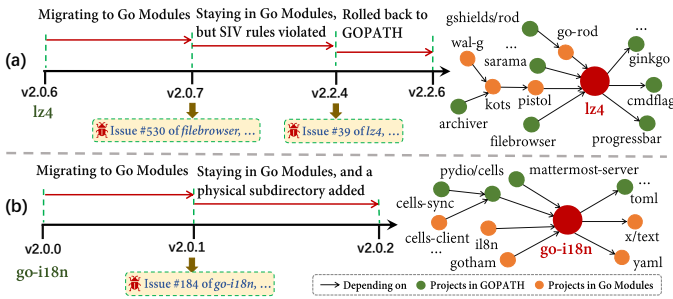 Migrating to Go Modules
Staying in Go Modules,
but SIV rules violated
Rolled back to
GOPATH
(a)
v2.0.6
v2.0.7
v2.2.4
v2.2.6
lz4
Issue #530 of filebrowser, ...
Issue #39 of lz4, ...
gshields/rod
go-rod
...
ginkgo
wal-g
...
sarama
cmdflag
kots
pistol
lz4
archiver
filebrowser
progressbar
Migrating to Go Modules
Staying in Go Modules, and a
physical subdirectory added
(b)
v2.0.0
v2.0.1
v2.0.2
go-i18n
Issue #184 of go-i18n, ...
pydio/cells
mattermost-server
...
cells-sync
toml
cells-client
il8n
x/text
...
gotham
go-i18n
yaml
Depending on
Projects in GOPATH
Projects in Go Modules